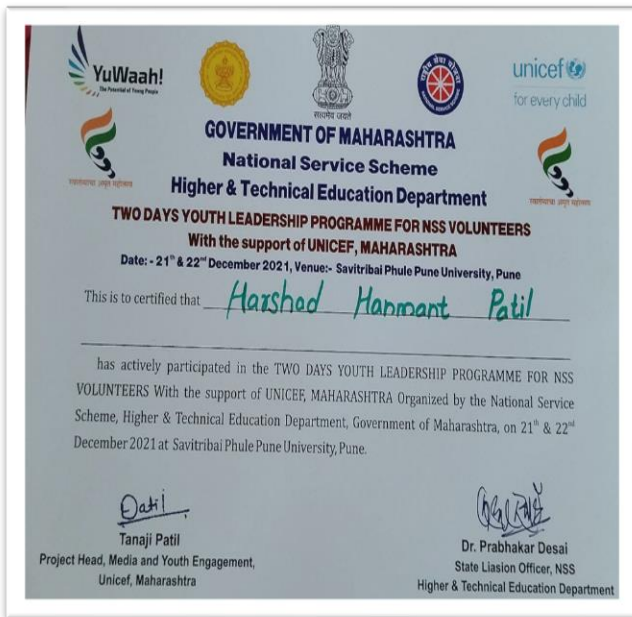 YuWaah!
The Potential of Young People
सत्यमेव जयते
राष्ट्रीय सेवा योजना
NATIONAL SERVICE SCHEME
unicef
for every child
GOVERNMENT OF MAHARASHTRA
National Service Scheme
Higher & Technical Education Department
TWO DAYS YOUTH LEADERSHIP PROGRAMME FOR NSS VOLUNTEERS
With the support of UNICEF, MAHARASHTRA
Date: - 21st & 22nd December 2021, Venue:- Savitribai Phule Pune University, Pune
This is to certified that Harshad Hanmant Patil
has actively participated in the TWO DAYS YOUTH LEADERSHIP PROGRAMME FOR NSS
VOLUNTEERS With the support of UNICEF, MAHARASHTRA Organized by the National Service
Scheme, Higher & Technical Education Department, Government of Maharashtra, on 21st & 22nd
December 2021 at Savitribai Phule Pune University, Pune.
Patil
Tanaji Patil
Project Head, Media and Youth Engagement,
Unicef, Maharashtra
Dr. Prabhakar Desai
State Liasion Officer, NSS
Higher & Technical Education Department